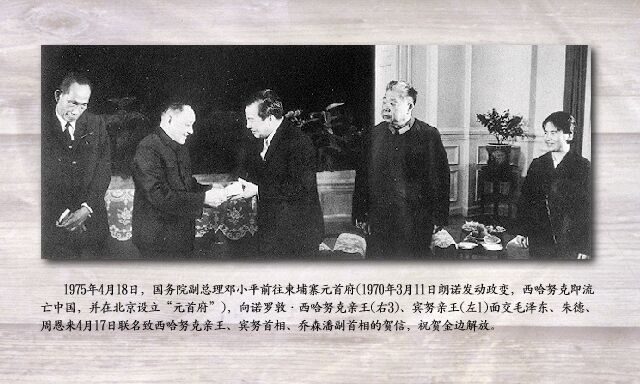 1975年4月18日，国务院副总理邓小平前往柬埔寨元首府(1970年3月11日朗诺发动政变，西哈努克即流
亡中国，并在北京设立“元首府”)，向诺罗敦·西哈努克亲王(右3)、宾努亲王(左1)面交毛泽东、朱德、
周恩来4月17日联名致西哈努克亲王、宾努首相、乔森潘副首相的贺信，祝贺金边解放。